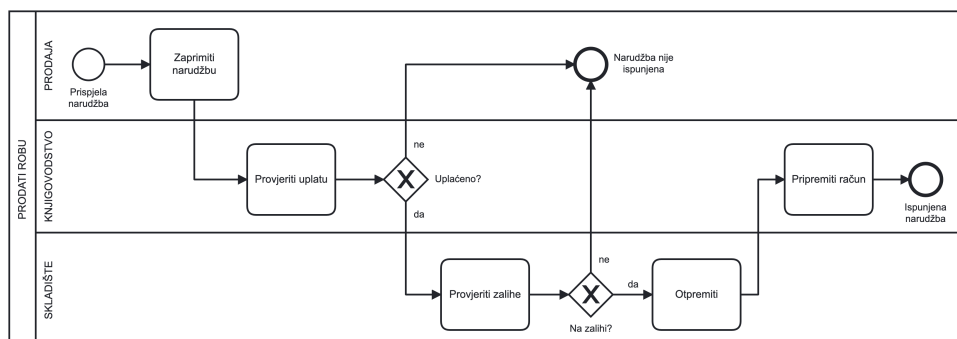 PRODATI ROBU
PRODAJA
Prispjela
narudžba
Zaprimiti
narudžbu
Narudžba nije
ispunjena
KNJIGOVODSTVO
Provjeriti uplatu
ne
X
Uplaćeno?
da
Pripremiti račun
Ispunjena
narudžba
SKLADIŠTE
Provjeriti zalihe
ne
X
da
Na zalihi?
Otpremiti